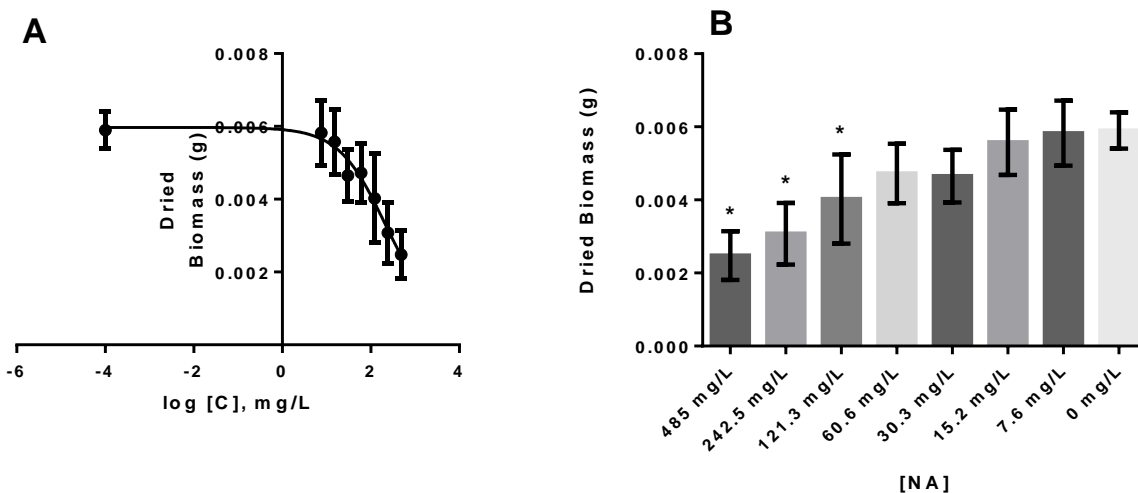 A
0.008
0.006
0.004
0.002
Dried
Biomass (g)
-6
-4
-2
0
2
4
log [C], mg/L
B
0.008
0.006
0.004
0.002
0.000
Dried Biomass (g)
*
*
*
485 mg/L
242.5 mg/L
121.3 mg/L
60.6 mg/L
30.3 mg/L
15.2 mg/L
7.6 mg/L
0 mg/L
[NA]